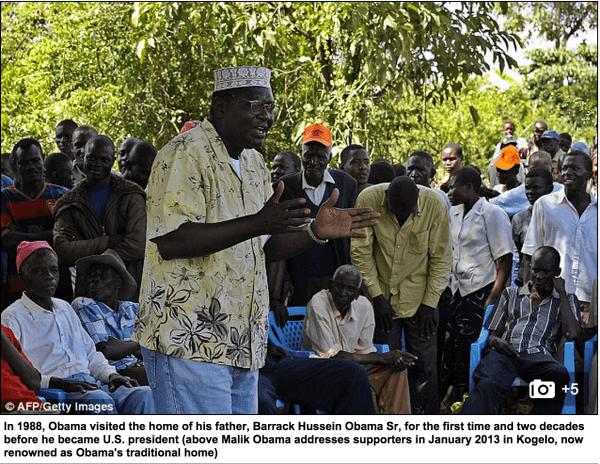 © AFP/Getty Images
+5
In 1988, Obama visited the home of his father, Barrack Hussein Obama Sr, for the first time and two decades
before he became U.S. president (above Malik Obama addresses supporters in January 2013 in Kogelo, now
renowned as Obama's traditional home)